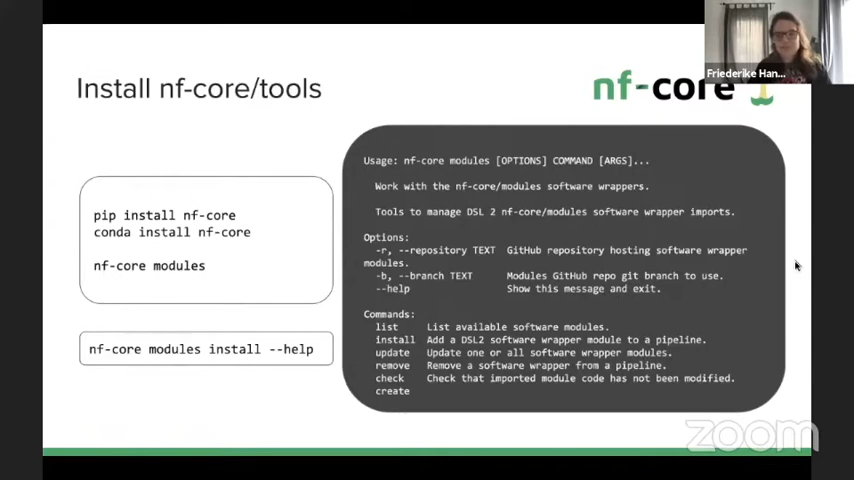 Friederike Han...
Install nf-core/tools
nf-core
pip install nf-core
conda install nf-core
nf-core modules
nf-core modules install --help
Usage: nf-core modules [OPTIONS] COMMAND [ARGS]...
Work with the nf-core/modules software wrappers.
Tools to manage DSL 2 nf-core/modules software wrapper imports.
Options:
-r, --repository TEXT  GitHub repository hosting software wrapper
modules.
-b, --branch TEXT      Modules GitHub repo git branch to use.
--help                 Show this message and exit.
Commands:
list     List available software modules.
install  Add a DSL2 software wrapper module to a pipeline.
update   Update one or all software wrapper modules.
remove   Remove a software wrapper from a pipeline.
check    Check that imported module code has not been modified.
create
zoom